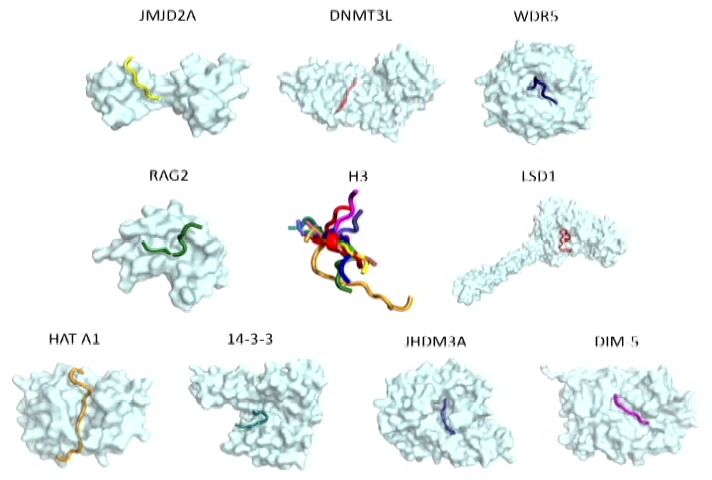 JMJD2A
DNMT3L
WDR5
RAG2
H3
LSD1
HAT A1
14-3-3
JHDM3A
DIM-5